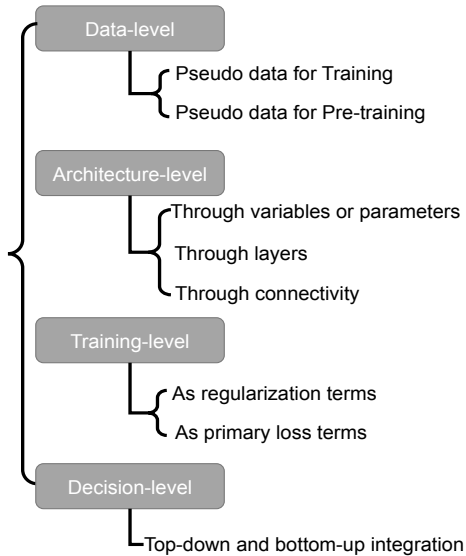 Data-level
Pseudo data for Training
Pseudo data for Pre-training
Architecture-level
Through variables or parameters
Through layers
Through connectivity
Training-level
As regularization terms
As primary loss terms
Decision-level
Top-down and bottom-up integration